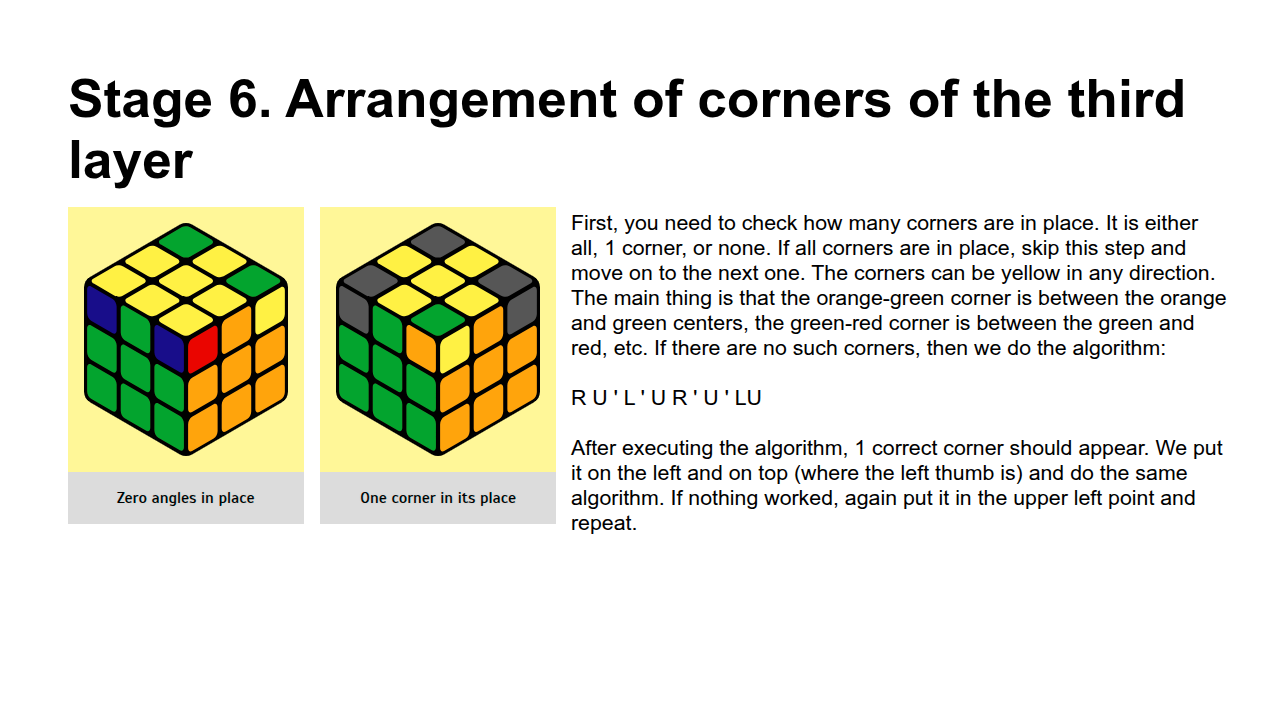 Stage 6. Arrangement of corners of the third
layer
Zero angles in place
One corner in its place
First, you need to check how many corners are in place. It is either
all, 1 corner, or none. If all corners are in place, skip this step and
move on to the next one. The corners can be yellow in any direction.
The main thing is that the orange-green corner is between the orange
and green centers, the green-red corner is between the green and
red, etc. If there are no such corners, then we do the algorithm:
R U ' L ' U R ' U ' LU
After executing the algorithm, 1 correct corner should appear. We put
it on the left and on top (where the left thumb is) and do the same
algorithm. If nothing worked, again put it in the upper left point and
repeat.